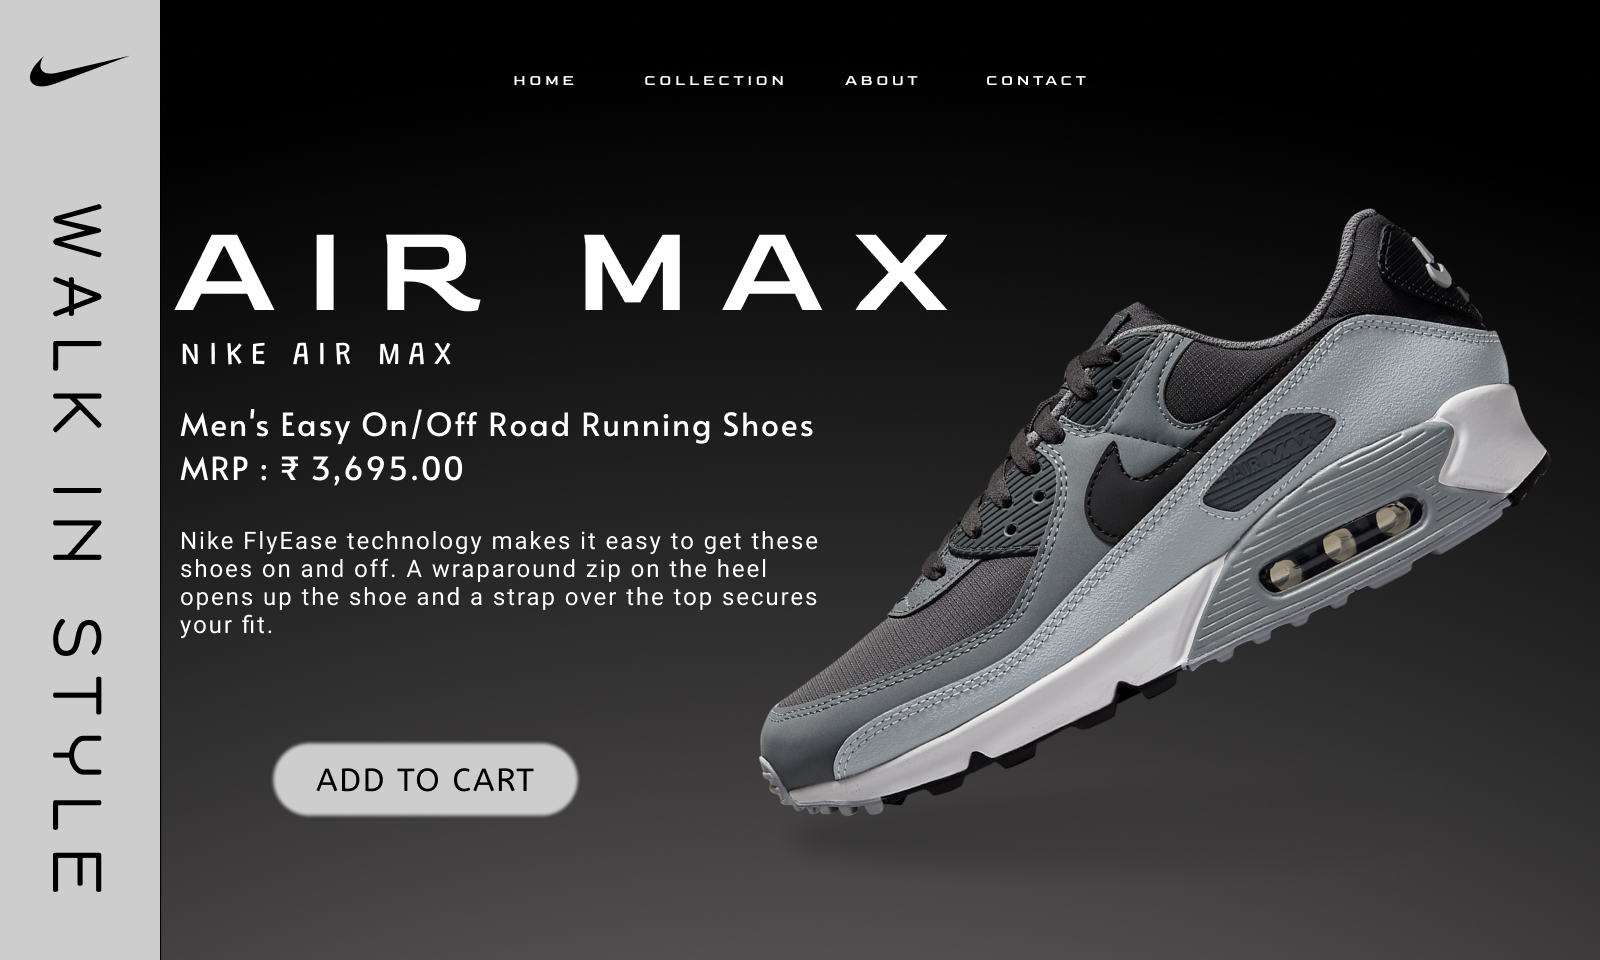 HOME COLLECTION ABOUT CONTACT
WALK IN STYLE
AIR MAX
NIKE AIR MAX
Men's Easy On/Off Road Running Shoes
MRP : ₹ 3,695.00
Nike FlyEase technology makes it easy to get these
shoes on and off. A wraparound zip on the heel
opens up the shoe and a strap over the top secures
your fit.
ADD TO CART
AIR MAX